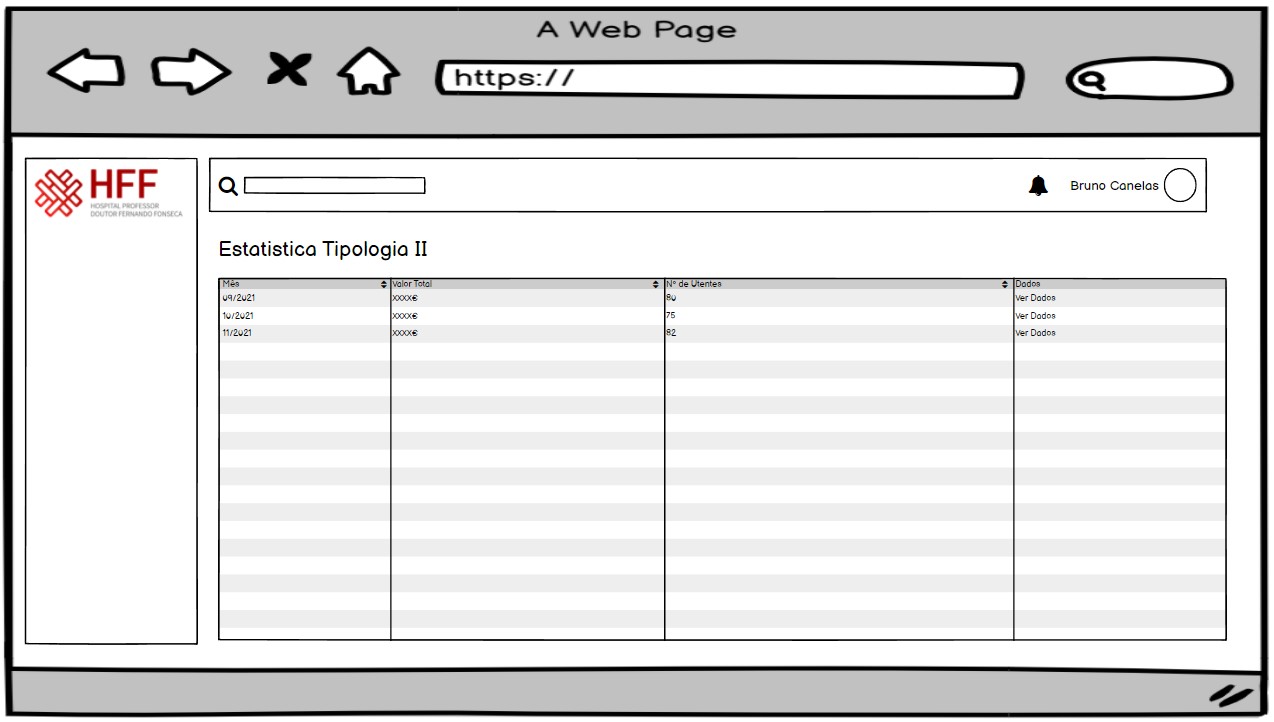 A Web Page
https://
HFF
HOSPITAL PROFESSOR
DOUTOR FERNANDO FONSECA
Bruno Canelas
Estatistica Tipologia II
Mês Valor Total Nº de Utentes Dados
09/2021 XXXX€ 80 Ver Dados
10/2021 XXXX€ 75 Ver Dados
11/2021 XXXX€ 82 Ver Dados